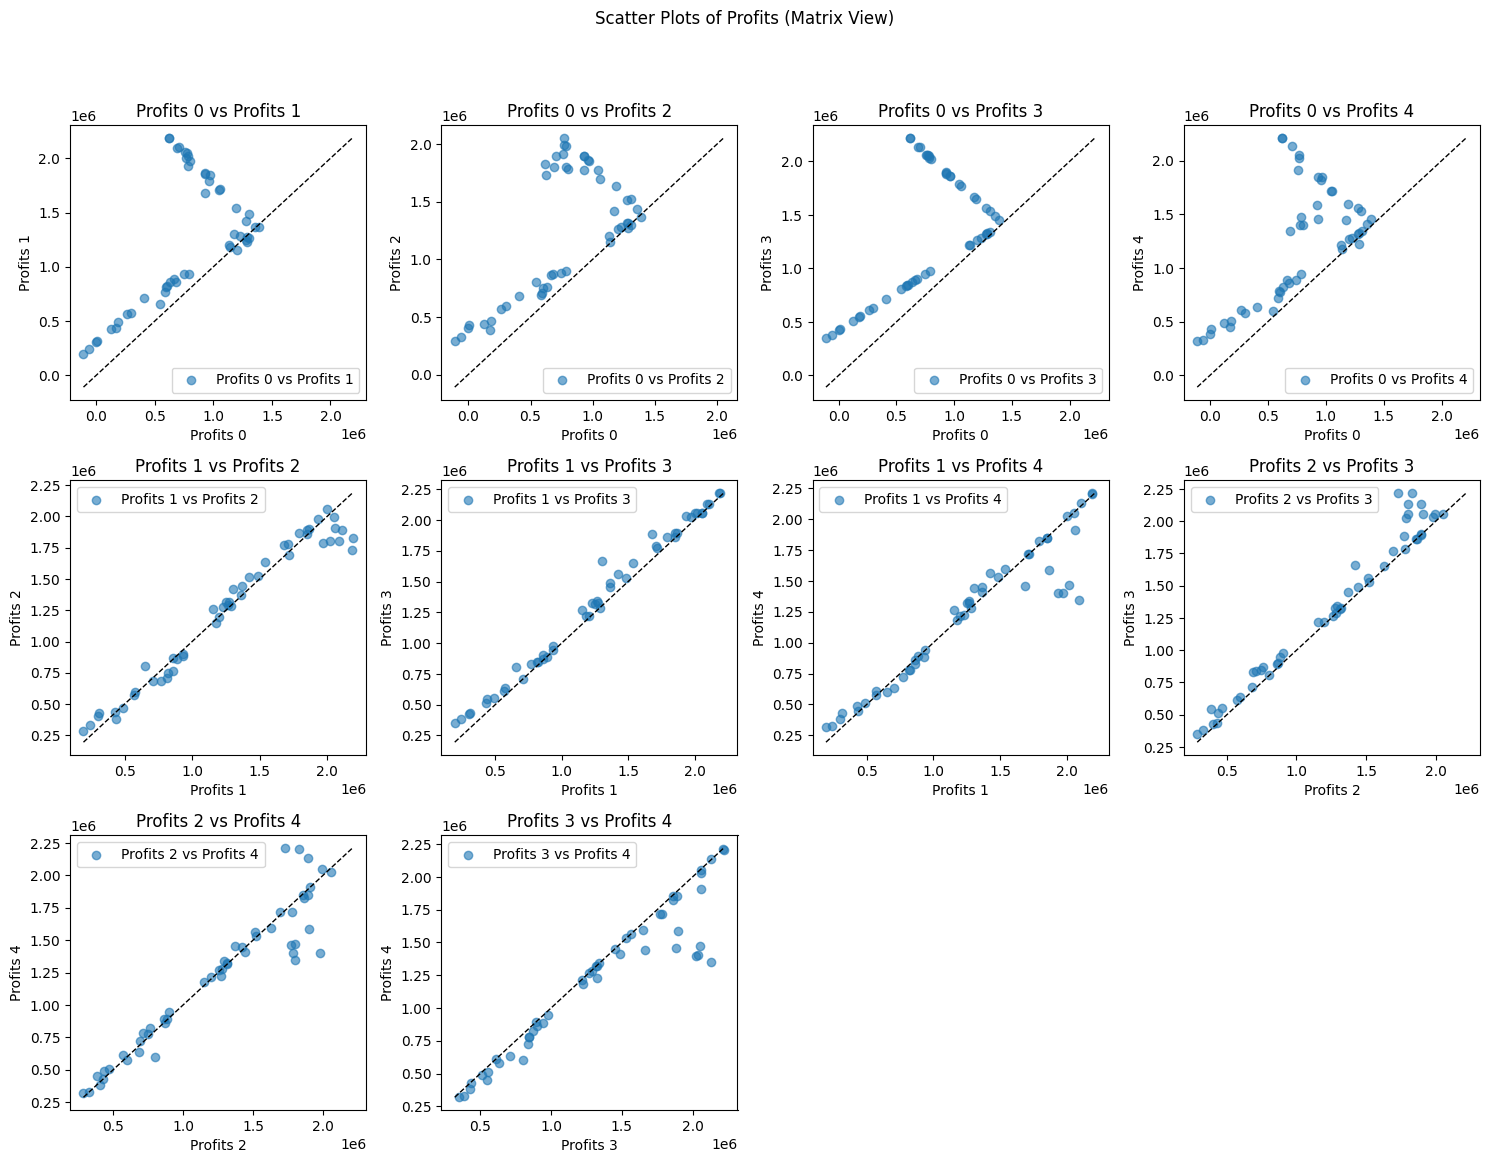 Scatter Plots of Profits (Matrix View)
Profits 0 vs Profits 1
1e6
2.0
1.5
1.0
0.5
0.0
Profits 1
Profits 0 vs Profits 1
0.0 0.5 1.0 1.5 2.0
Profits 0
1e6
Profits 0 vs Profits 2
1e6
2.0
1.5
1.0
0.5
0.0
Profits 2
Profits 0 vs Profits 2
0.0 0.5 1.0 1.5 2.0
Profits 0
1e6
Profits 0 vs Profits 3
1e6
2.0
1.5
1.0
0.5
0.0
Profits 3
Profits 0 vs Profits 3
0.0 0.5 1.0 1.5 2.0
Profits 0
1e6
Profits 0 vs Profits 4
1e6
2.0
1.5
1.0
0.5
0.0
Profits 4
Profits 0 vs Profits 4
0.0 0.5 1.0 1.5 2.0
Profits 0
1e6
Profits 1 vs Profits 2
1e6
2.25
2.00
1.75
1.50
1.25
1.00
0.75
0.50
0.25
Profits 2
Profits 1 vs Profits 2
0.5 1.0 1.5 2.0
Profits 1
1e6
Profits 1 vs Profits 3
1e6
2.25
2.00
1.75
1.50
1.25
1.00
0.75
0.50
0.25
Profits 3
Profits 1 vs Profits 3
0.5 1.0 1.5 2.0
Profits 1
1e6
Profits 1 vs Profits 4
1e6
2.25
2.00
1.75
1.50
1.25
1.00
0.75
0.50
0.25
Profits 4
Profits 1 vs Profits 4
0.5 1.0 1.5 2.0
Profits 1
1e6
Profits 2 vs Profits 3
1e6
2.25
2.00
1.75
1.50
1.25
1.00
0.75
0.50
0.25
Profits 3
Profits 2 vs Profits 3
0.5 1.0 1.5 2.0
Profits 2
1e6
Profits 2 vs Profits 4
1e6
2.25
2.00
1.75
1.50
1.25
1.00
0.75
0.50
0.25
Profits 4
Profits 2 vs Profits 4
0.5 1.0 1.5 2.0
Profits 2
1e6
Profits 3 vs Profits 4
1e6
2.25
2.00
1.75
1.50
1.25
1.00
0.75
0.50
0.25
Profits 4
Profits 3 vs Profits 4
0.5 1.0 1.5 2.0
Profits 3
1e6